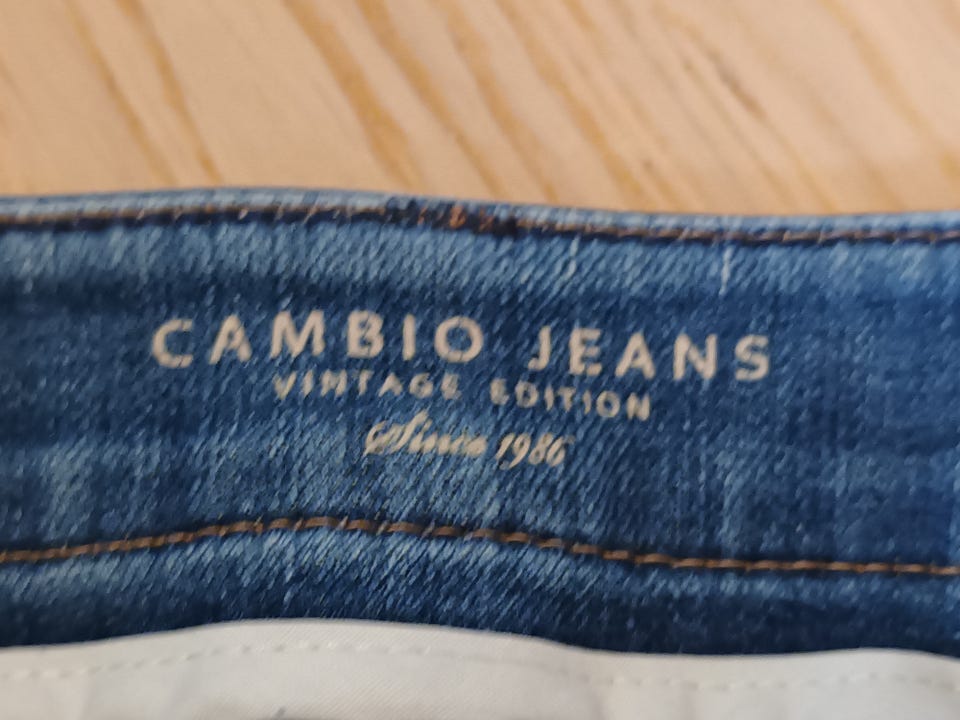 CAMBIO JEANS
VINTAGE EDITION
Since 1986